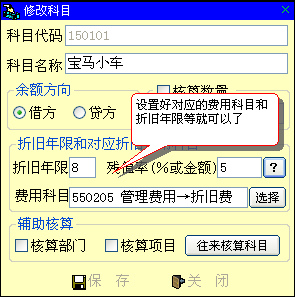 修改科目
科目代码 150101
科目名称 宝马小车
余额方向 核算数量
借方 贷方
设置好对应的费用科目和
折旧年限等就可以了
折旧年限和对应折
折旧年限 8 残值率(%或金额) 5 ?
费用科目 550205 管理费用→折旧费 选择
辅助核算
核算部门 核算项目 往来核算科目
保 存 关 闭